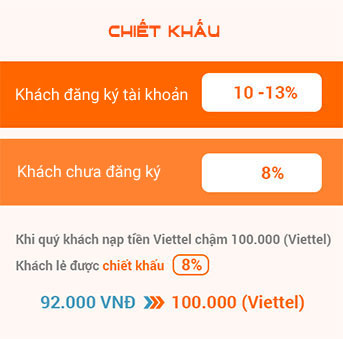 CHIẾT KHẤU
Khách đăng ký tài khoản 10 -13%
Khách chưa đăng ký 8%
Khi quý khách nạp tiền Viettel chậm 100.000 (Viettel)
Khách lẻ được chiết khấu 8%
92.000 VNĐ 100.000 (Viettel)